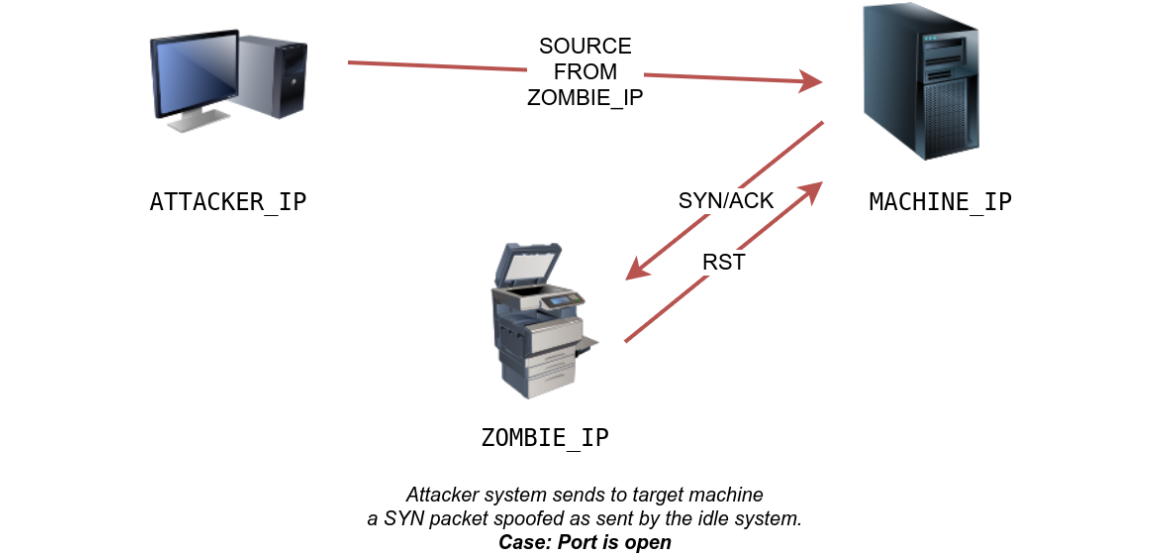 SOURCE
FROM
ZOMBIE_IP
ATTACKER_IP
SYN/ACK
MACHINE_IP
RST
ZOMBIE_IP
Attacker system sends to target machine
a SYN packet spoofed as sent by the idle system.
Case: Port is open